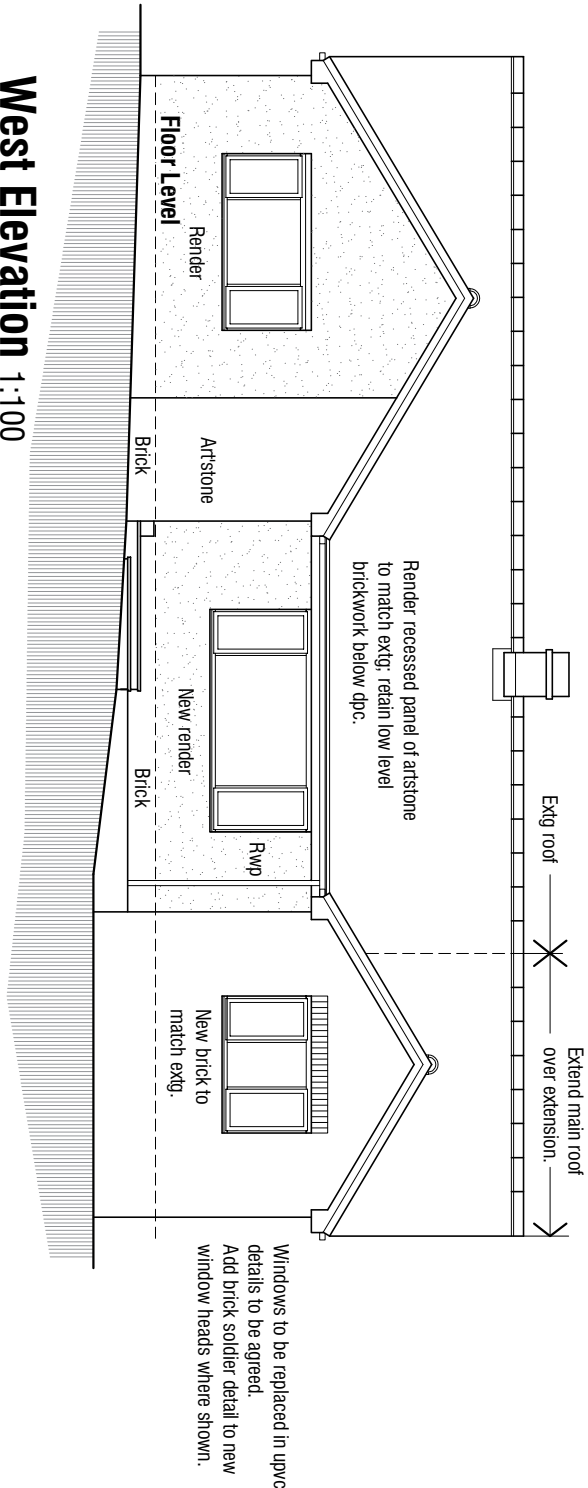 Extg roof
Extend main roof
over extension.
Render recessed panel of artstone
to match extg; retain low level
brickwork below dpc.
Floor Level
Render
Art'stone
Brick
New render
Brick
Rwp
New brick to
match extg.
Windows to be replaced in upvc
details to be agreed.
Add brick soldier detail to new
window heads where shown.
West Elevation 1:100